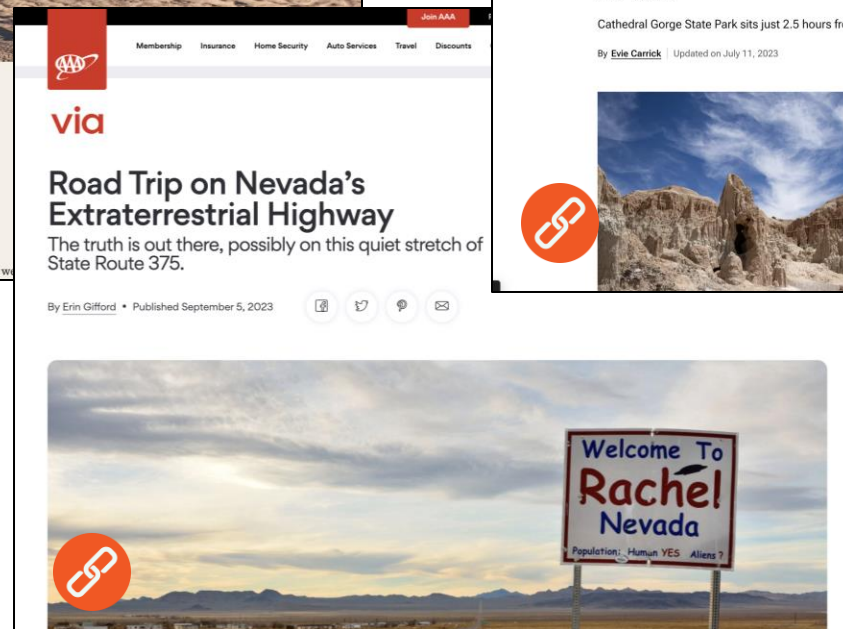 Join AAA
AAA
Membership Insurance Home Security Auto Services Travel Discounts
via
Road Trip on Nevada's
Extraterrestrial Highway
The truth is out there, possibly on this quiet stretch of
State Route 375.
By Erin Gifford • Published September 5, 2023
Welcome To
Rachel
Nevada
Population: Human YES Aliens ?
Cathedral Gorge State Park sits just 2.5 hours
By Evie Carrick | Updated on July 11, 2023